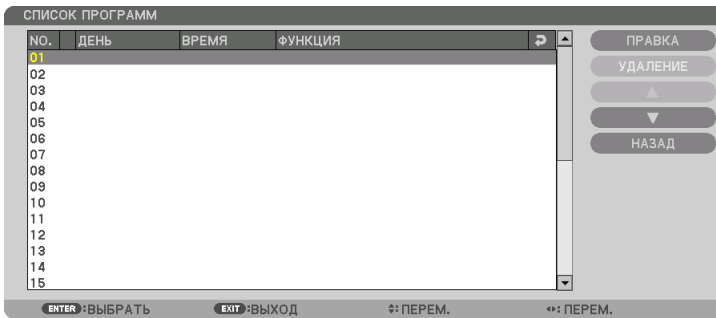 СПИСОК ПРОГРАММ
NO. ДЕНЬ ВРЕМЯ ФУНКЦИЯ
01
02
03
04
05
06
07
08
09
10
11
12
13
14
15
ПРАВКА
УДАЛЕНИЕ
▲
▼
НАЗАД
ENTER :ВЫБРАТЬ EXIT :ВЫХОД :ПЕРЕМ. :ПЕРЕМ.